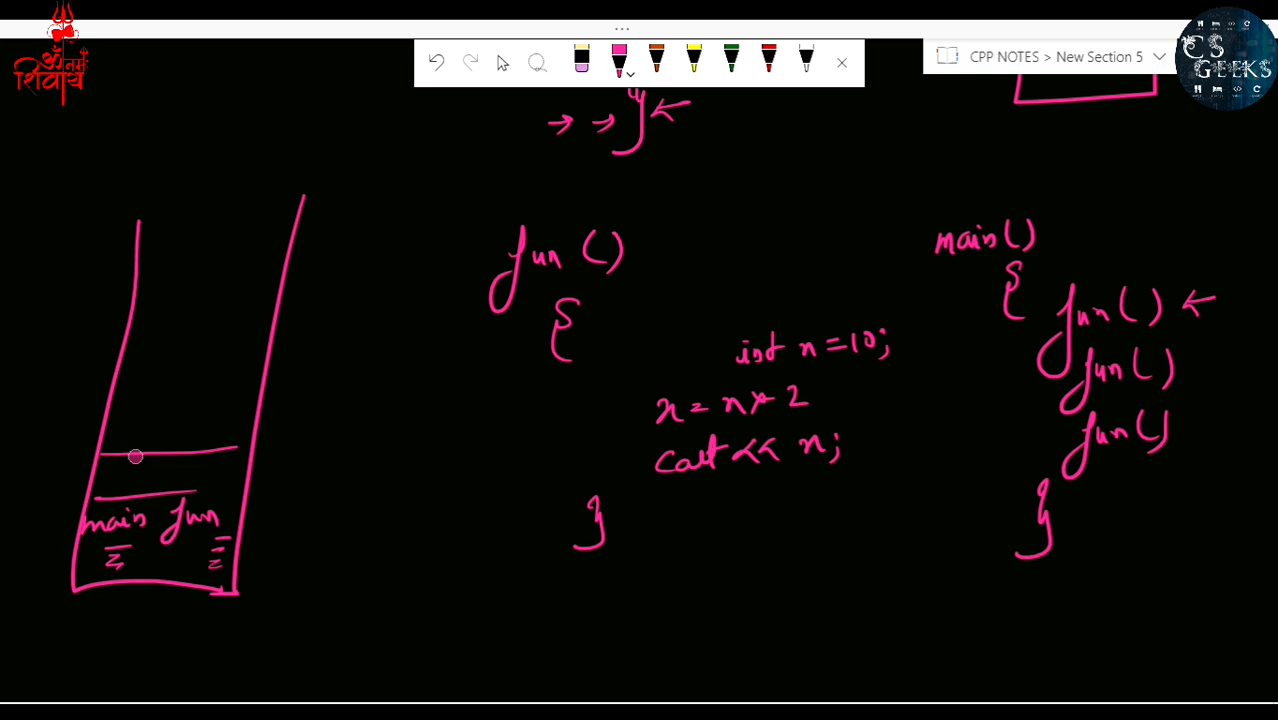 ॐ नमः
शिवाय
CPP NOTES > New Section 5
CS
GEEKS
}
fun ()
{
int x = 10;
x = x * 2
cout << x;
}
main()
{
fun()
fun()
fun()
}
main fun